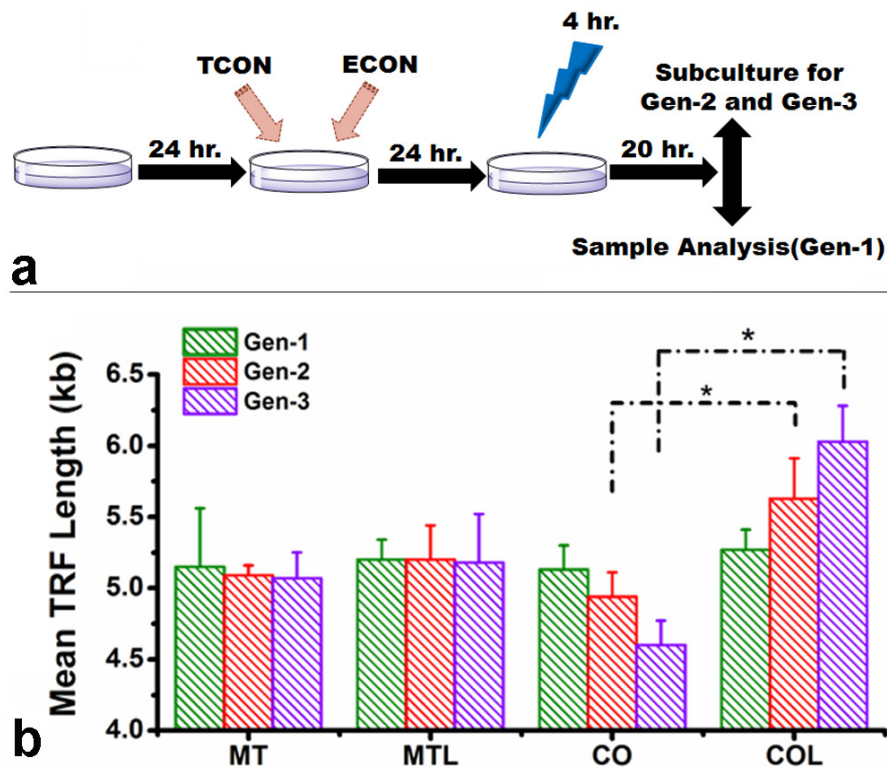 4 hr.
TCON ECON
Subculture for
Gen-2 and Gen-3
24 hr. 24 hr. 20 hr.
Sample Analysis(Gen-1)
a
Mean TRF Length (kb)
Gen-1
Gen-2
Gen-3
* *
6.5
6.0
5.5
5.0
4.5
4.0
MT MTL CO COL
b